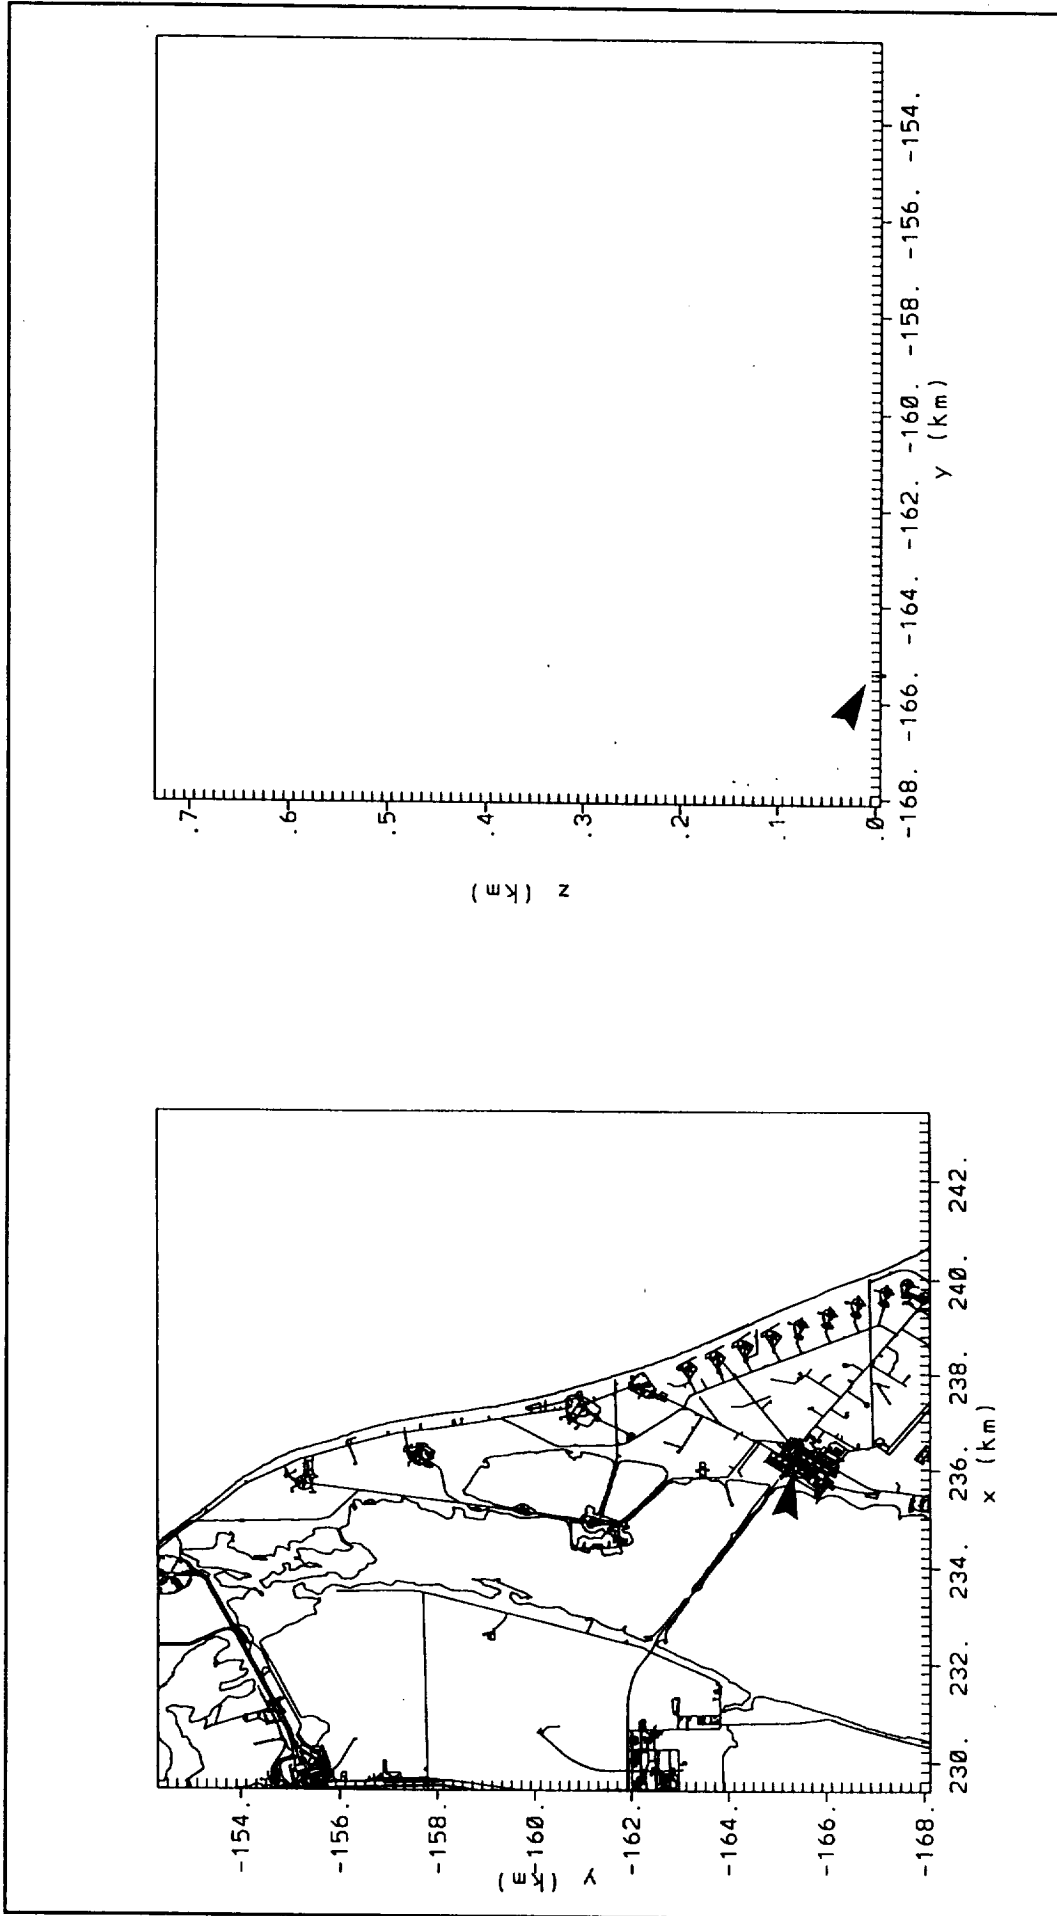 .7
.6
.5
.4
.3
.2
.1
.0
z (km)
-168. -166. -164. -162. -160. -158. -156. -154.
y (km)
-154.
-156.
-158.
-160.
-162.
-164.
-166.
-168.
y (km)
230. 232. 234. 236. 238. 240. 242.
x (km)